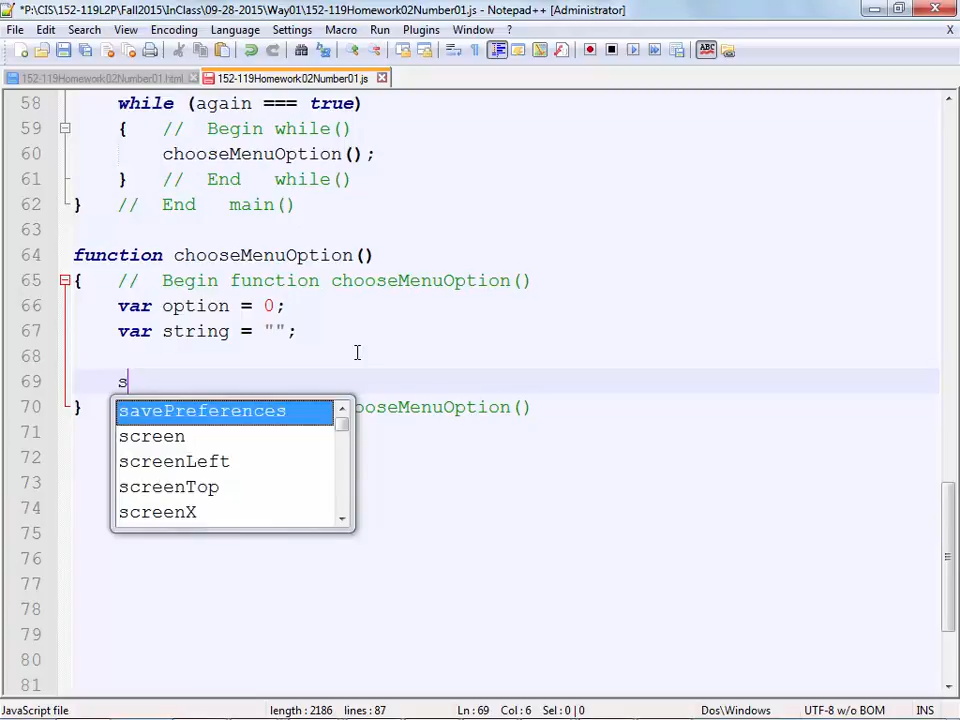 *P:\CIS\152-119L2P\Fall2015\InClass\09-28-2015\Way01\152-119Homework02Number01.js - Notepad++ [Administrator]
File Edit Search View Encoding Language Settings Macro Run Plugins Window ? X
152-119Homework02Number01.html 152-119Homework02Number01.js
58 while (again === true)
59 { // Begin while()
60 chooseMenuOption();
61 } // End while()
62 } // End main()
63
64 function chooseMenuOption()
65 { // Begin function chooseMenuOption()
66 var option = 0;
67 var string = "";
68
69 s
70 } ooseMenuOption()
savePreferences
screen
screenLeft
screenTop
screenX
71
72
73
74
75
76
77
78
79
80
81
JavaScript file length : 2186 lines : 87 Ln : 69 Col : 6 Sel : 0 | 0 Dos\Windows UTF-8 w/o BOM INS